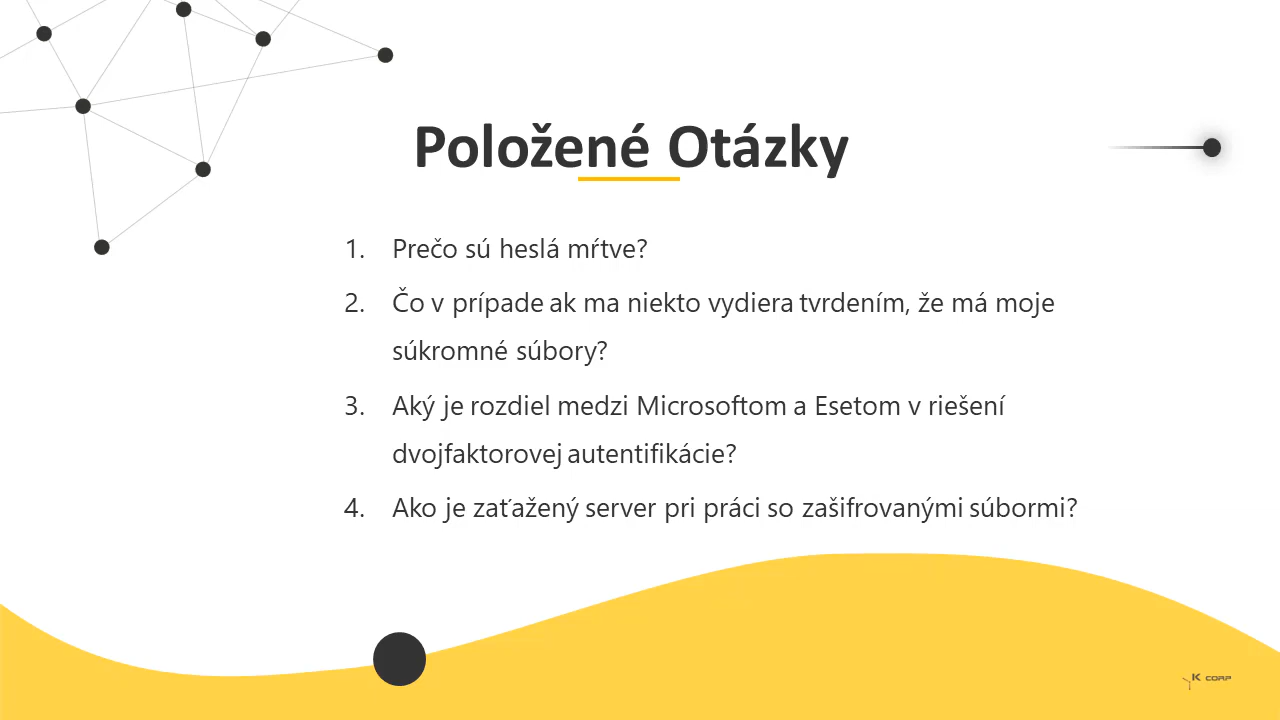 Položené Otázky
1. Prečo sú heslá mŕtve?
2. Čo v prípade ak ma niekto vydiera tvrdením, že má moje
súkromné súbory?
3. Aký je rozdiel medzi Microsoftom a Esetom v riešení
dvojfaktorovej autentifikácie?
4. Ako je zaťažený server pri práci so zašifrovanými súbormi?
K CORP